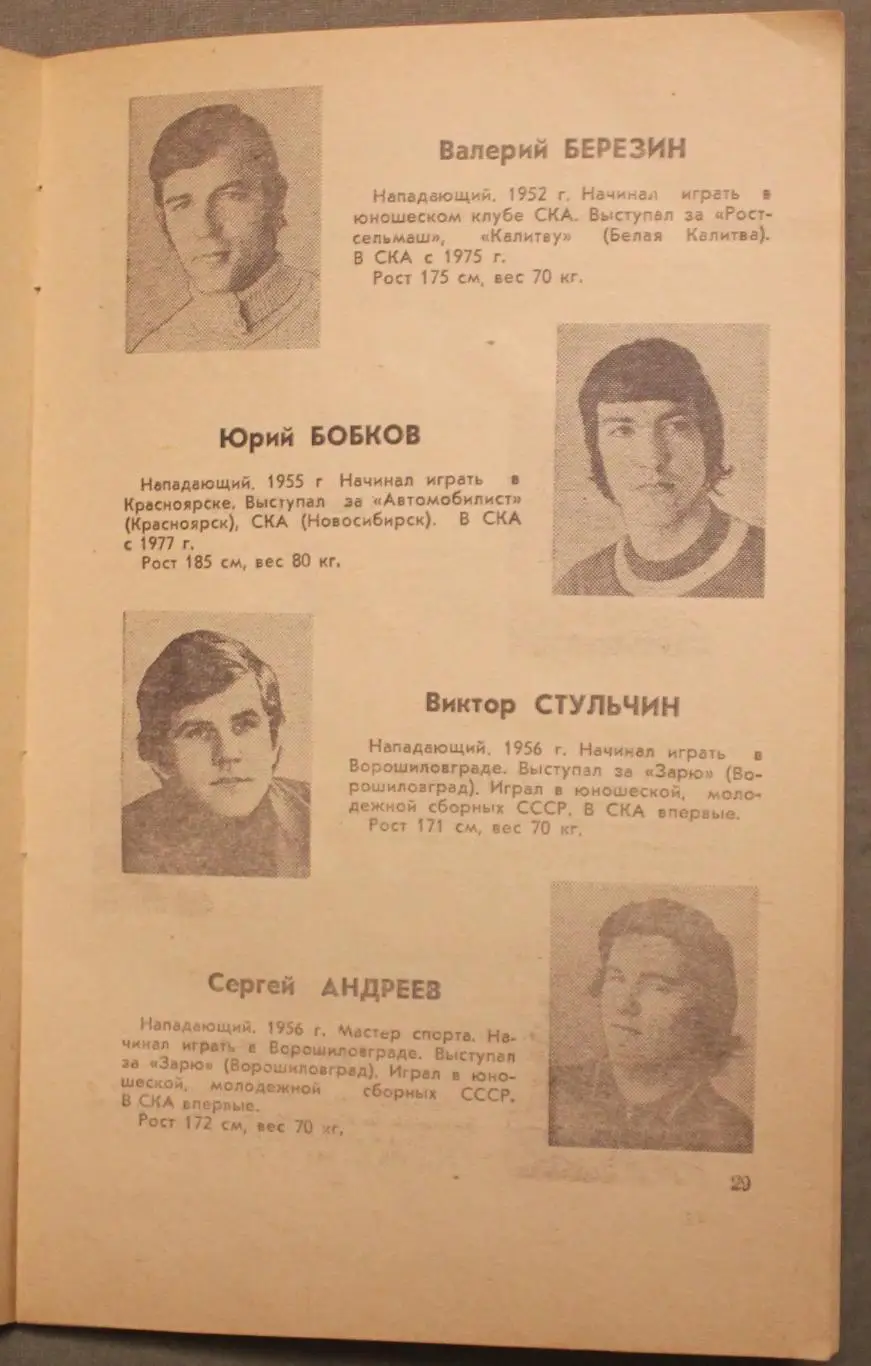 Валерий БЕРЕЗИН
Нападающий. 1952 г. Начинал играть в
юношеском клубе СКА. Выступал за «Рост-
сельмаш», «Калитву» (Белая Калитва).
В СКА с 1975 г.
Рост 175 см, вес 70 кг.
Юрий БОБКОВ
Нападающий. 1955 г Начинал играть в
Красноярске. Выступал за «Автомобилист»
(Красноярск), СКА (Новосибирск). В СКА
с 1977 г.
Рост 185 см, вес 80 кг.
Виктор СТУЛЬЧИН
Нападающий. 1956 г. Начинал играть в
Ворошиловграде. Выступал за «Зарю» (Во-
рошиловград). Играл в юношеской, моло-
дежной сборных СССР. В СКА впервые.
Рост 171 см, вес 70 кг.
Сергей АНДРЕЕВ
Нападающий. 1956 г. Мастер спорта. На-
чинал играть в Ворошиловграде. Выступал
за «Зарю» (Ворошиловград). Играл в юно-
шеской, молодежной сборных СССР.
В СКА впервые.
Рост 172 см, вес 70 кг.
29